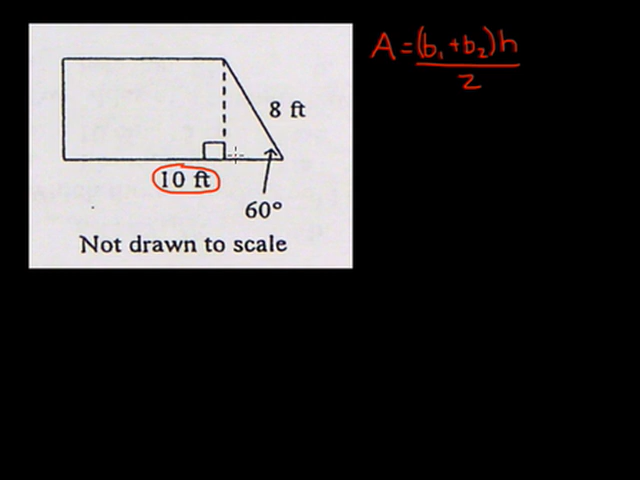 A = (b₁ + b₂)h
2
8 ft
10 ft
60°
Not drawn to scale